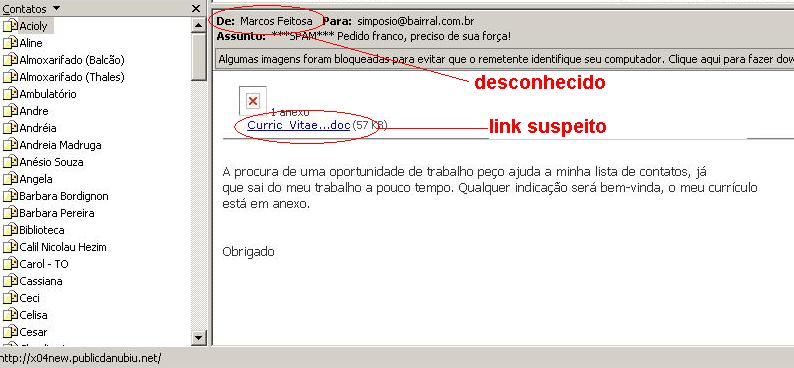 Contatos
Acioly
Aline
Almoxarifado (Balcão)
Almoxarifado (Thales)
Ambulatório
Andre
Andréia
Andreia Madruga
Anésio Souza
Angela
Barbara Bordignon
Barbara Pereira
Biblioteca
Calil Nicolau Hezim
Carol - TO
Cassiana
Ceci
Celisa
Cesar
De: Marcos Feitosa Para: simposio@bairral.com.br
Assunto: ***SPAM*** Pedido franco, preciso de sua força!
Algumas imagens foram bloqueadas para evitar que o remetente identifique seu computador. Clique aqui para fazer dow
desconhecido
1 anexo
Curric_Vitae...doc (57 KB)
link suspeito
A procura de uma oportunidade de trabalho peço ajuda a minha lista de contatos, já
que sai do meu trabalho a pouco tempo. Qualquer indicação será bem-vinda, o meu currículo
está em anexo.
Obrigado
http://x04new.publicdanubiu.net/